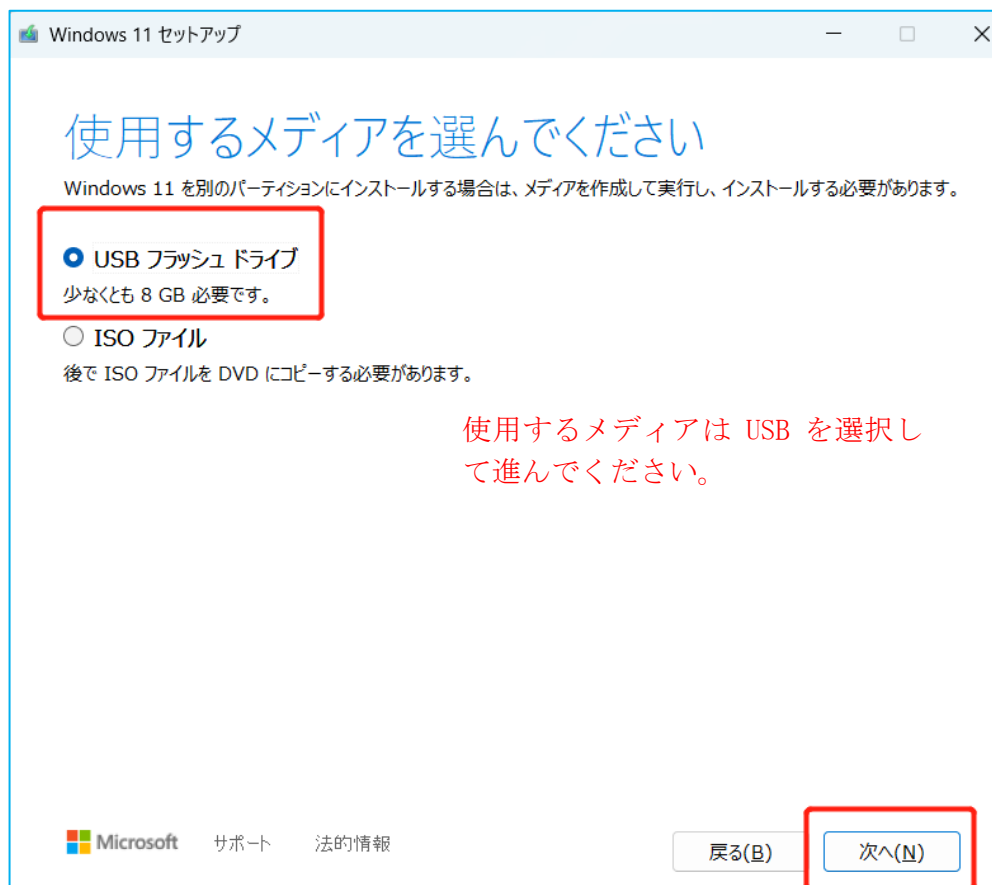 Windows 11 セットアップ
使用するメディアを選んでください
Windows 11 を別のパーティションにインストールする場合は、メディアを作成して実行し、インストールする必要があります。
USB フラッシュ ドライブ
少なくとも 8 GB 必要です。
ISO ファイル
後で ISO ファイルを DVD にコピーする必要があります。
使用するメディアは USB を選択し
て進んでください。
Microsoft サポート 法的情報 戻る(B) 次へ(N)